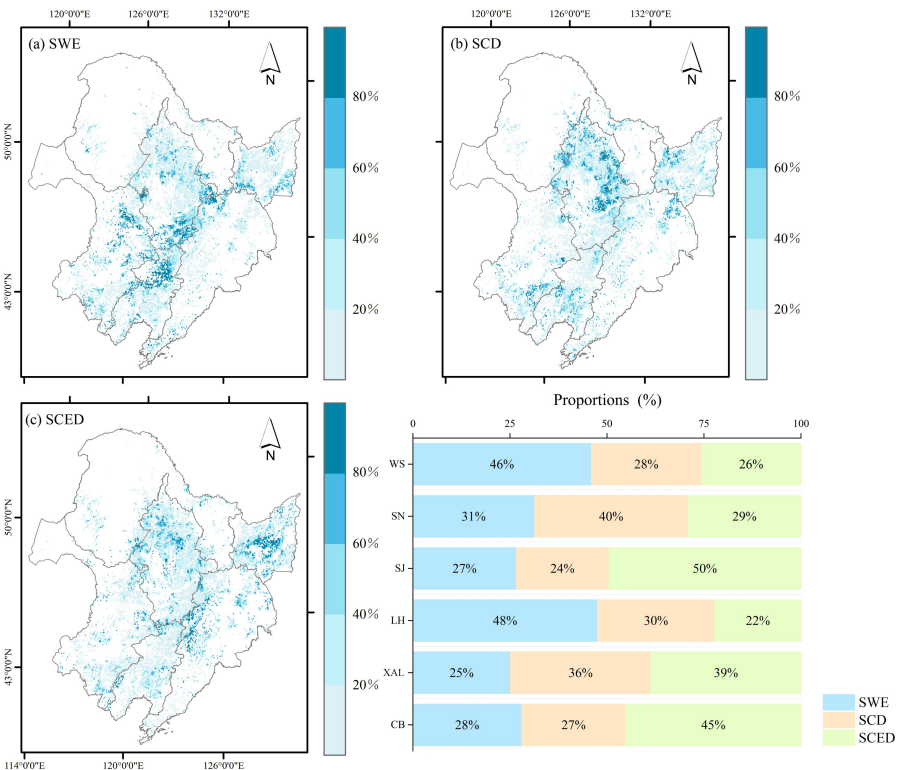 120°0'0"E 126°0'0"E 132°0'0"E
120°0'0"E 126°0'0"E 132°0'0"E
(a) SWE
N
80%
60%
40%
20%
50°0'0"N
43°0'0"N
(b) SCD
N
80%
60%
40%
20%
(c) SCED
N
80%
60%
40%
20%
50°0'0"N
43°0'0"N
114°0'0"E 120°0'0"E 126°0'0"E
Proportions (%)
0 25 50 75 100
WS 46% 28% 26%
SN 31% 40% 29%
SJ 27% 24% 50%
LH 48% 30% 22%
XAL 25% 36% 39%
CB 28% 27% 45%
SWE
SCD
SCED